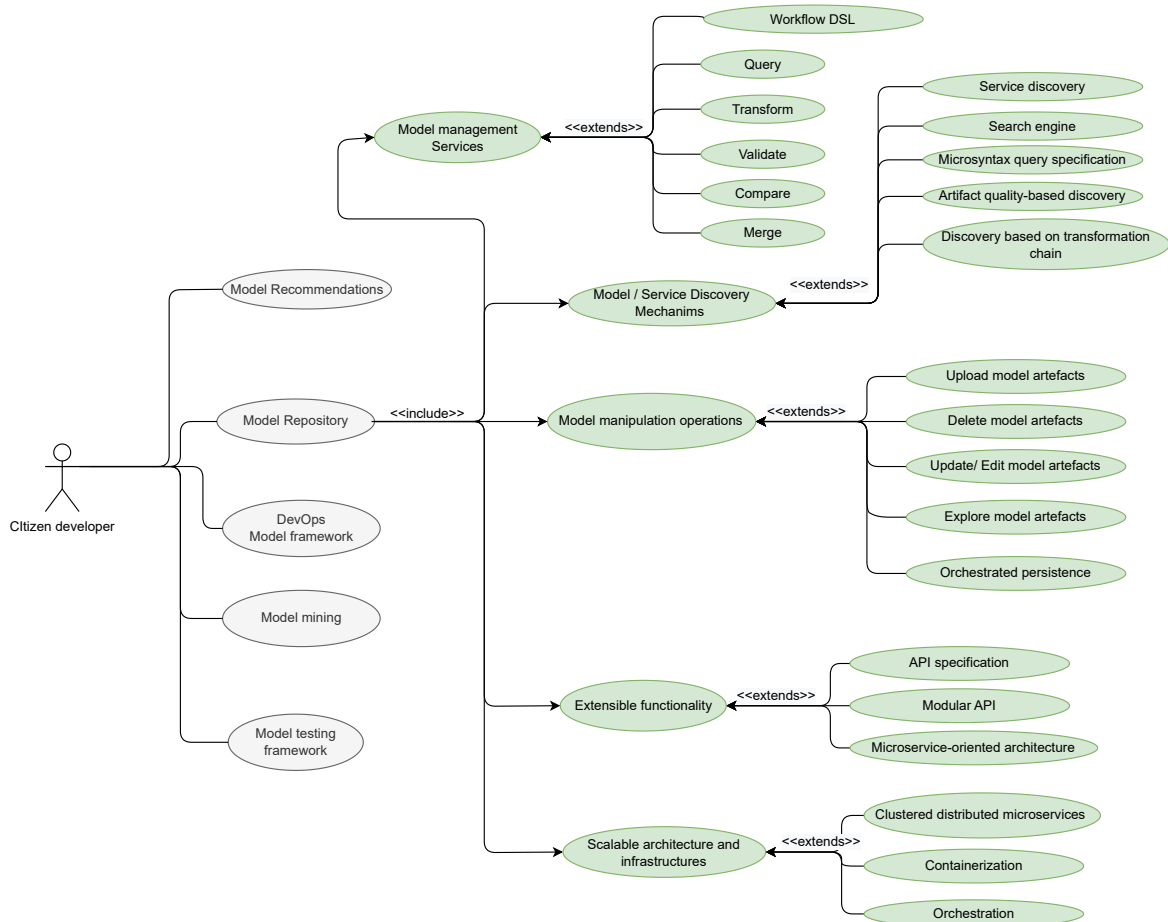 Workflow DSL
Query
<<extends>>
Transform
Model management
Services
Validate
Compare
Merge
Service discovery
Search engine
Microsyntax query specification
Artifact quality-based discovery
Discovery based on transformation
chain
<<extends>>
Model / Service Discovery
Mechanims
Model Recommendations
Model Repository
<<include>>
Model manipulation operations
<<extends>>
Upload model artefacts
Delete model artefacts
Update/ Edit model artefacts
Explore model artefacts
Orchestrated persistence
CItizen developer
DevOps
Model framework
Model mining
Model testing
framework
Extensible functionality
<<extends>>
API specification
Modular API
Microservice-oriented architecture
Scalable architecture and
infrastructures
<<extends>>
Clustered distributed microservices
Containerization
Orchestration